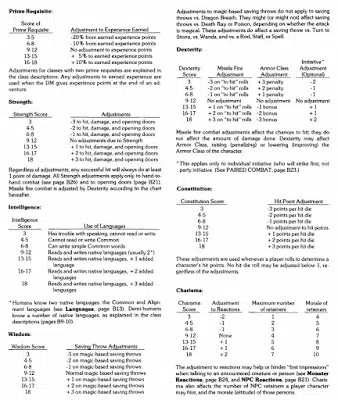 Prime Requisite:
Score of
Prime Requisite Adjustment to Experience Earned
3-5 -20% from earned experience points
6-8 -10% from earned experience points
9-12 No adjustment to experience points
13-15 + 5% to earned experience points
16-18 +10% to earned experience points
Adjustments for classes with two prime requisites are explained in
the class descriptions. Any adjustments to earned experience are
used when the DM gives experience points at the end of an ad-
venture.
Strength:
Strength Score Adjustments
3 -3 to hit, damage, and opening doors
4-5 -2 to hit, damage, and opening doors
6-8 -1 to hit, damage, and opening doors
9-12 No adjustments due to Strength
13-15 +1 to hit, damage, and opening doors
16-17 +2 to hit, damage, and opening doors
18 +3 to hit, damage, and opening doors
Regardless of adjustments, any successful hit will always do at least
1 point of damage. All Strength adjustments apply only to hand-to-
hand combat (see page B26) and to opening doors (page B21).
Missile fire combat is adjusted by Dexterity according to the chart
hereafter.
Intelligence:
Intelligence
Score Use of Languages
3 Has trouble with speaking, cannot read or write
4-5 Cannot read or write Common
6-8 Can write simple Common words
9-12 Reads and writes native languages (usually 2*)
13-15 Reads and writes native languages, +1 added
language
16-17 Reads and writes native languages, +2 added
languages
18 Reads and writes native languages, +3 added
languages
*Humans know two native languages: the Common and Align-
ment languages (see Languages, page B13). Demi-humans
know a number of native languages, as explained in the class
descriptions (pages B9-10).
Wisdom:
Wisdom Score Saving Throw Adjustments
3 -3 on magic-based saving throws
4-5 -2 on magic-based saving throws
6-8 -1 on magic-based saving throws
9-12 Normal magic-based saving throws
13-15 +1 on magic-based saving throws
16-17 +2 on magic-based saving throws
18 +3 on magic-based saving throws
Adjustments to magic-based saving throws do not apply to saving
throws vs. Dragon Breath. They may (or might not) affect saving
throws vs. Death Ray or Poison, depending on whether the attack
is magical. These adjustments do affect a saving throw vs. Turn to
Stone, vs. Wands, and vs. a Rod, Staff, or Spell.
Dexterity:
Initiative*
Dexterity Missile Fire Armor Class Adjustment
Score Adjustment Adjustment (Optional)
3 -3 on "to hit" rolls +3 penalty -2
4-5 -2 on "to hit" rolls +2 penalty -1
6-8 -1 on "to hit" rolls +1 penalty -1
9-12 No adjustment No adjustment No adjustment
13-15 +1 on "to hit" rolls -1 bonus +1
16-17 +2 on "to hit" rolls -2 bonus +1
18 +3 on "to hit" rolls -3 bonus +2
Missile fire combat adjustments affect the chances to hit; they do
not affect the amount of damage done. Dexterity may affect
Armor Class, raising (penalizing) or lowering (improving) the
Armor Class of the character.
*This applies only to individual initiative (who will strike first, not
party initiative. (See PAIRED COMBAT, page B23.)
Constitution:
Constitution Score Hit Point Adjustment
3 -3 points per hit die
4-5 -2 points per hit die
6-8 -1 points per hit die
9-12 No adjustment to hit points
13-15 +1 points per hit die
16-17 +2 points per hit die
18 +3 points per hit die
These adjustments are used whenever a player rolls to determine a
character's hit points. No hit die roll may be adjusted below 1, re-
gardless of the adjustments.
Charisma:
Charisma Adjustment Maximum number Morale of
Score to Reactions of retainers retainers
3 -2 1 4
4-5 -1 2 5
6-8 -1 3 6
9-12 None 4 7
13-15 +1 5 8
16-17 +1 6 9
18 +2 7 10
The adjustment to reactions may help or hinder "first impressions"
when talking to an encountered creature or person (see Monster
Reactions, page B24, and NPC Reactions, page B21). Charis
ma also affects the number of NPC retainers a player character
may hire, and the morale (attitude) of those persons.